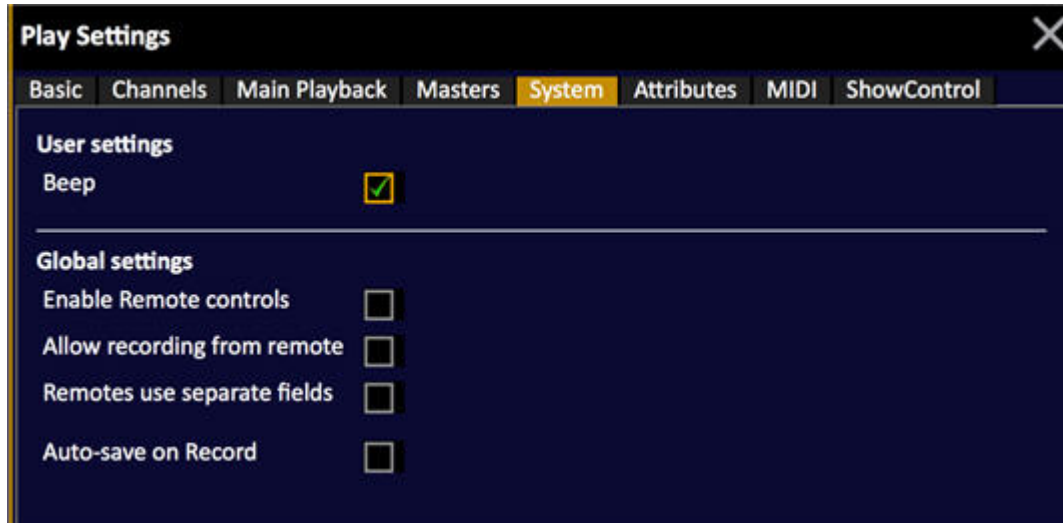 Play Settings
Basic Channels Main Playback Masters System Attributes MIDI ShowControl
User settings
Beep
Global settings
Enable Remote controls
Allow recording from remote
Remotes use separate fields
Auto-save on Record